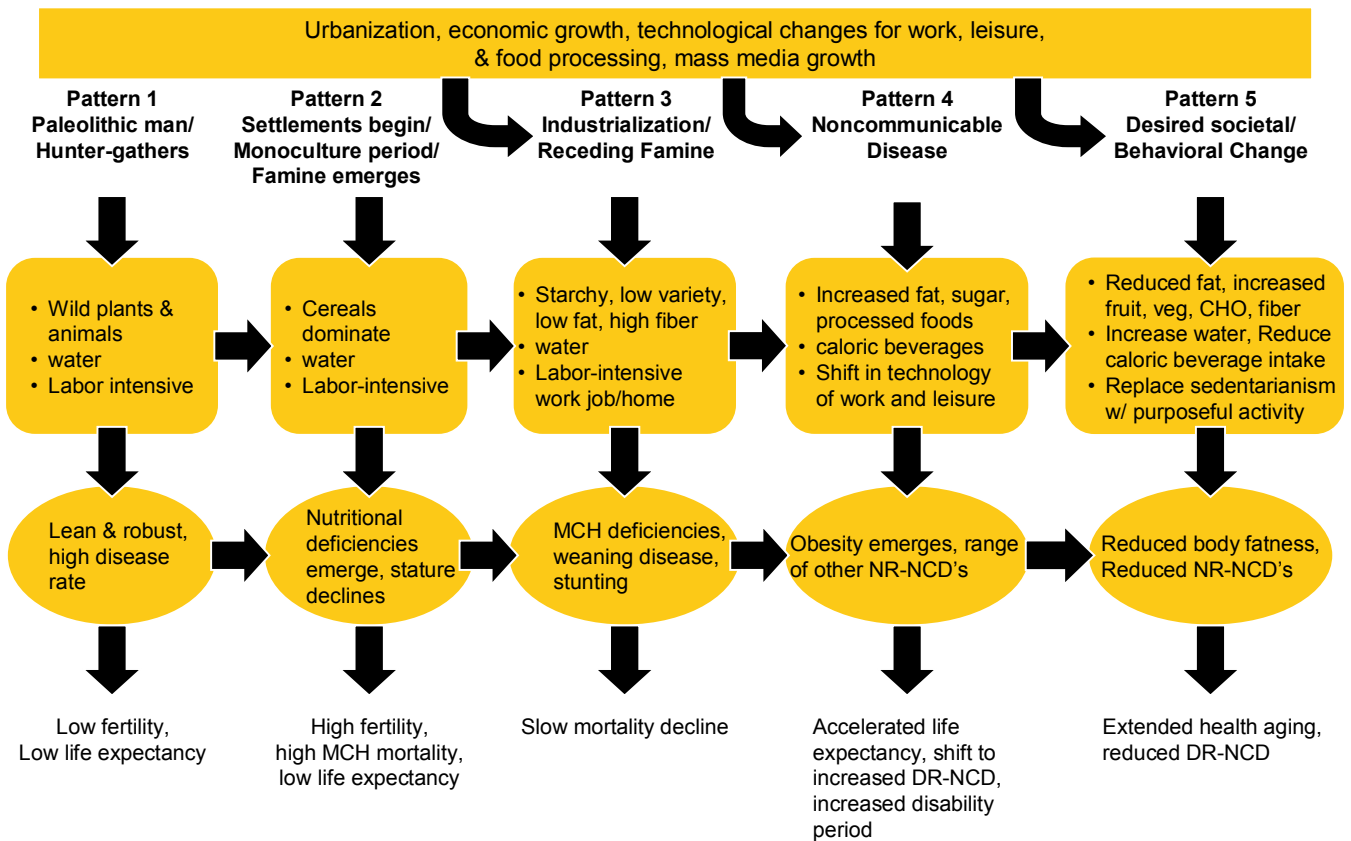 Urbanization, economic growth, technological changes for work, leisure,
& food processing, mass media growth
Pattern 1
Paleolithic man/
Hunter-gathers
Pattern 2
Settlements begin/
Monoculture period/
Famine emerges
Pattern 3
Industrialization/
Receding Famine
Pattern 4
Noncommunicable
Disease
Pattern 5
Desired societal/
Behavioral Change
• Wild plants &
animals
• water
• Labor intensive
• Cereals
dominate
• water
• Labor-intensive
• Starchy, low variety,
low fat, high fiber
• water
• Labor-intensive
work job/home
• Increased fat, sugar,
processed foods
• caloric beverages
• Shift in technology
of work and leisure
• Reduced fat, increased
fruit, veg, CHO, fiber
• Increase water, Reduce
caloric beverage intake
• Replace sedentarianism
w/ purposeful activity
Lean & robust,
high disease
rate
Nutritional
deficiencies
emerge, stature
declines
MCH deficiencies,
weaning disease,
stunting
Obesity emerges, range
of other NR-NCD's
Reduced body fatness,
Reduced NR-NCD's
Low fertility,
Low life expectancy
High fertility,
high MCH mortality,
low life expectancy
Slow mortality decline
Accelerated life
expectancy, shift to
increased DR-NCD,
increased disability
period
Extended health aging,
reduced DR-NCD